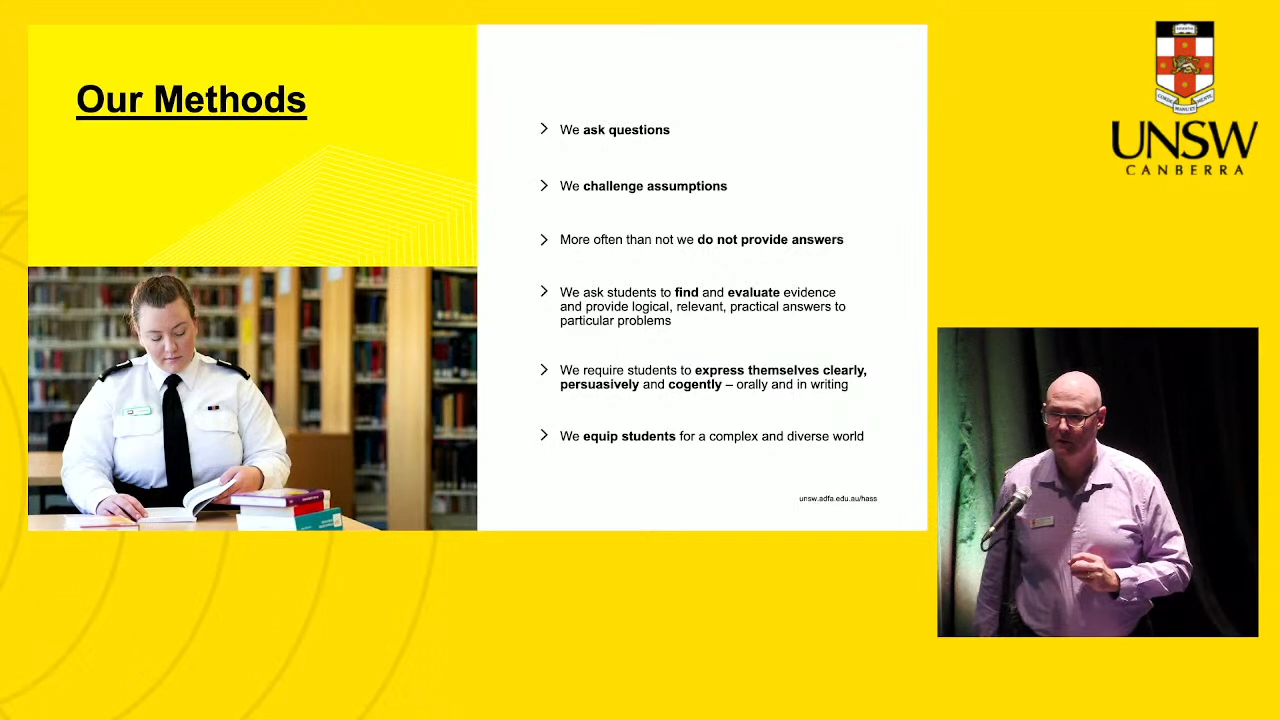 Our Methods
We ask questions
We challenge assumptions
More often than not we do not provide answers
We ask students to find and evaluate evidence
and provide logical, relevant, practical answers to
particular problems
We require students to express themselves clearly,
persuasively and cogently – orally and in writing
We equip students for a complex and diverse world
unsw.adfa.edu.au/hass
UNSW
CANBERRA